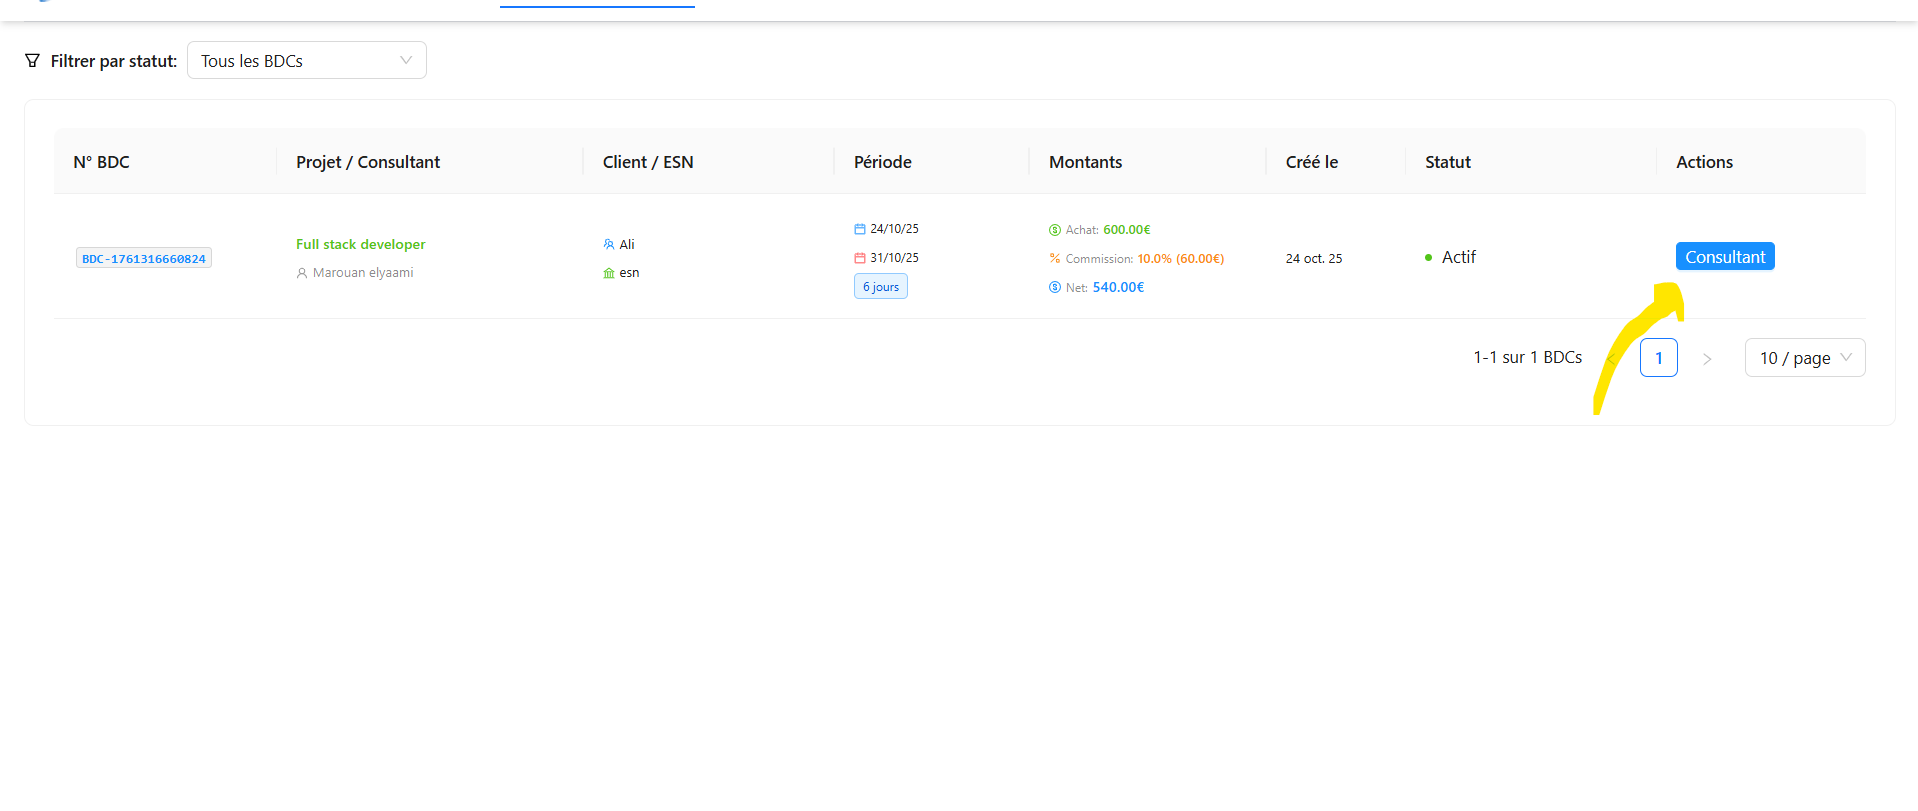 Filtrer par statut: Tous les BDCs
N° BDC Projet / Consultant Client / ESN Période Montants Créé le Statut Actions
BDC-1761316660824
Full stack developer
Marouan elyaami
Ali
esn
24/10/25
31/10/25
6 jours
Achat: 600.00€
Commission: 10.0% (60.00€)
Net: 540.00€
24 oct. 25
Actif
Consultant
1-1 sur 1 BDCs < 1 > 10 / page